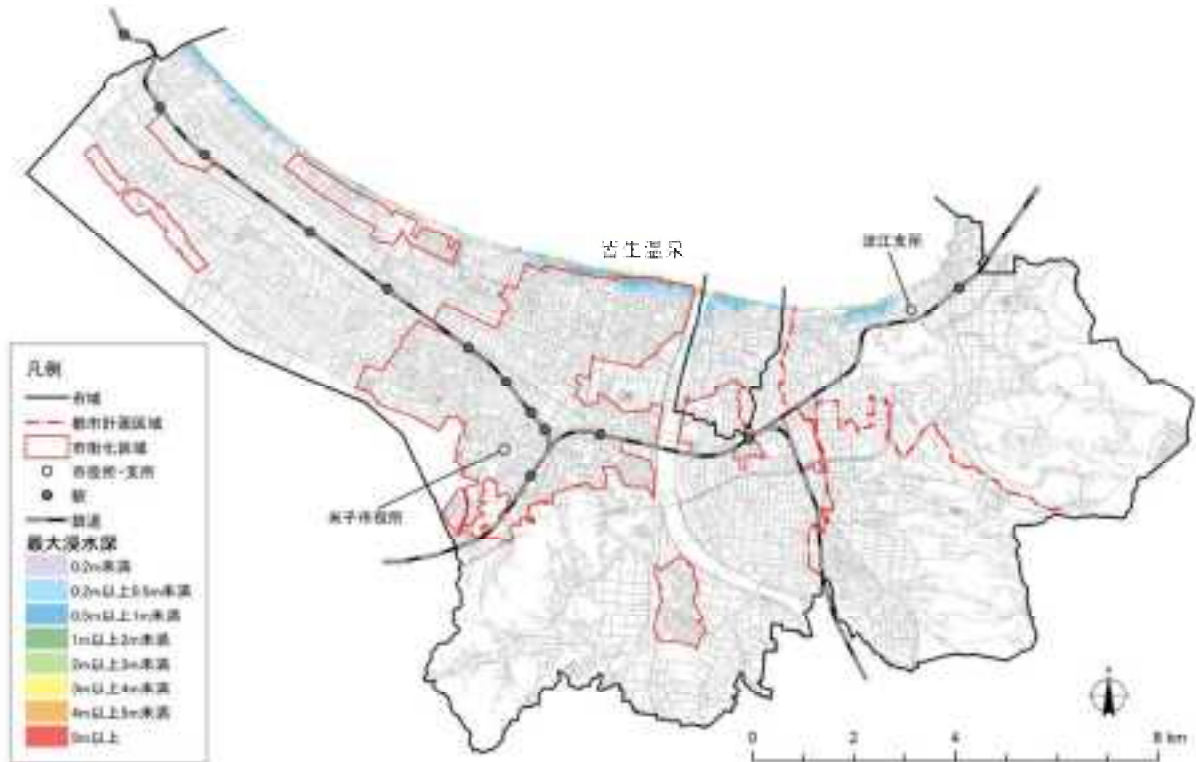 皆生温泉
淀江支所
米子市役所
凡例
市域
都市計画区域
市街化区域
市役所・支所
駅
鉄道
最大浸水深
0.2m未満
0.2m以上0.5m未満
0.5m以上1m未満
1m以上2m未満
2m以上3m未満
3m以上4m未満
4m以上5m未満
5m以上
0 2 4 8 km